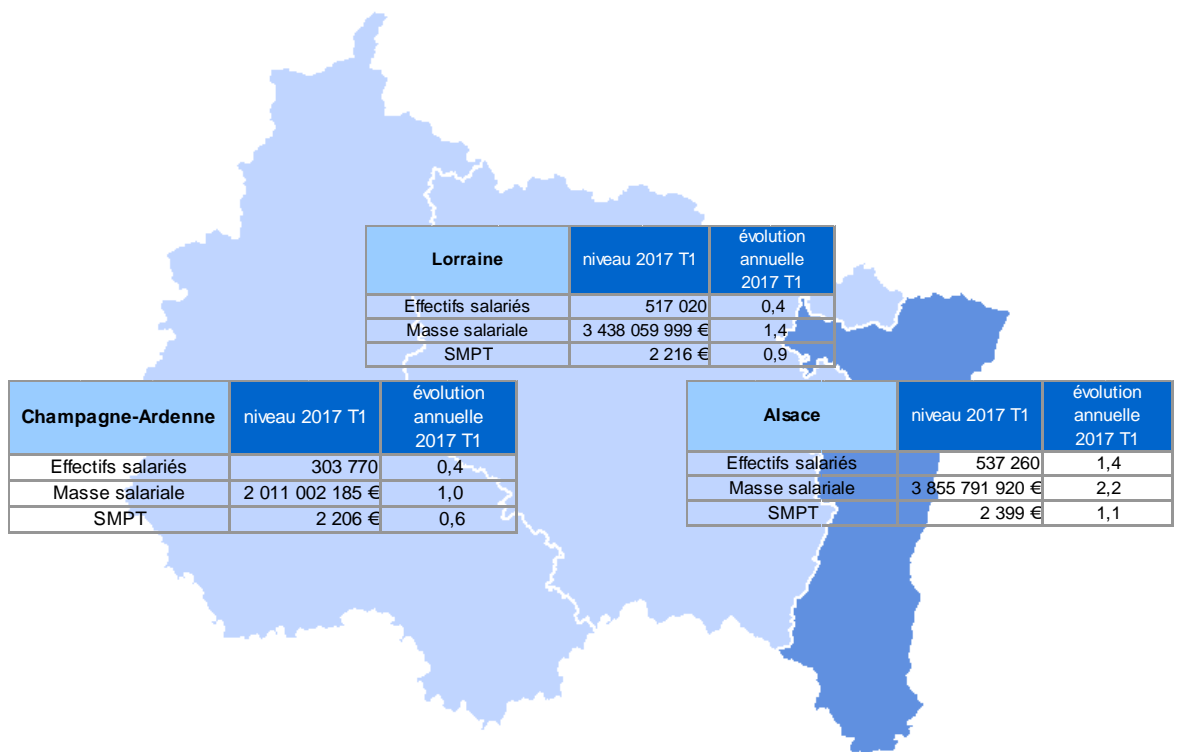 Lorraine niveau 2017 T1 évolution
annuelle
2017 T1
Effectifs salariés 517 020 0,4
Masse salariale 3 438 059 999 € 1,4
SMPT 2 216 € 0,9
Champagne-Ardenne niveau 2017 T1 évolution
annuelle
2017 T1
Effectifs salariés 303 770 0,4
Masse salariale 2 011 002 185 € 1,0
SMPT 2 206 € 0,6
Alsace niveau 2017 T1 évolution
annuelle
2017 T1
Effectifs salariés 537 260 1,4
Masse salariale 3 855 791 920 € 2,2
SMPT 2 399 € 1,1